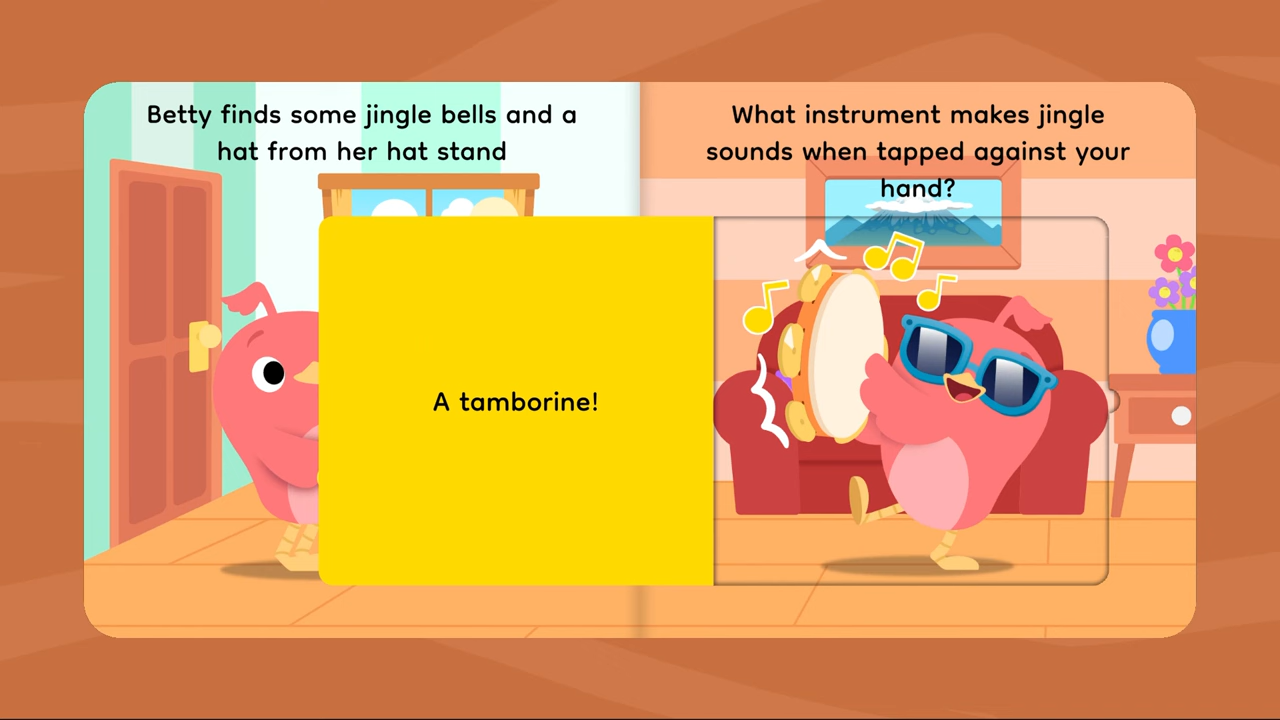 Betty finds some jingle bells and a
hat from her hat stand
What instrument makes jingle
sounds when tapped against your
hand?
A tamborine!